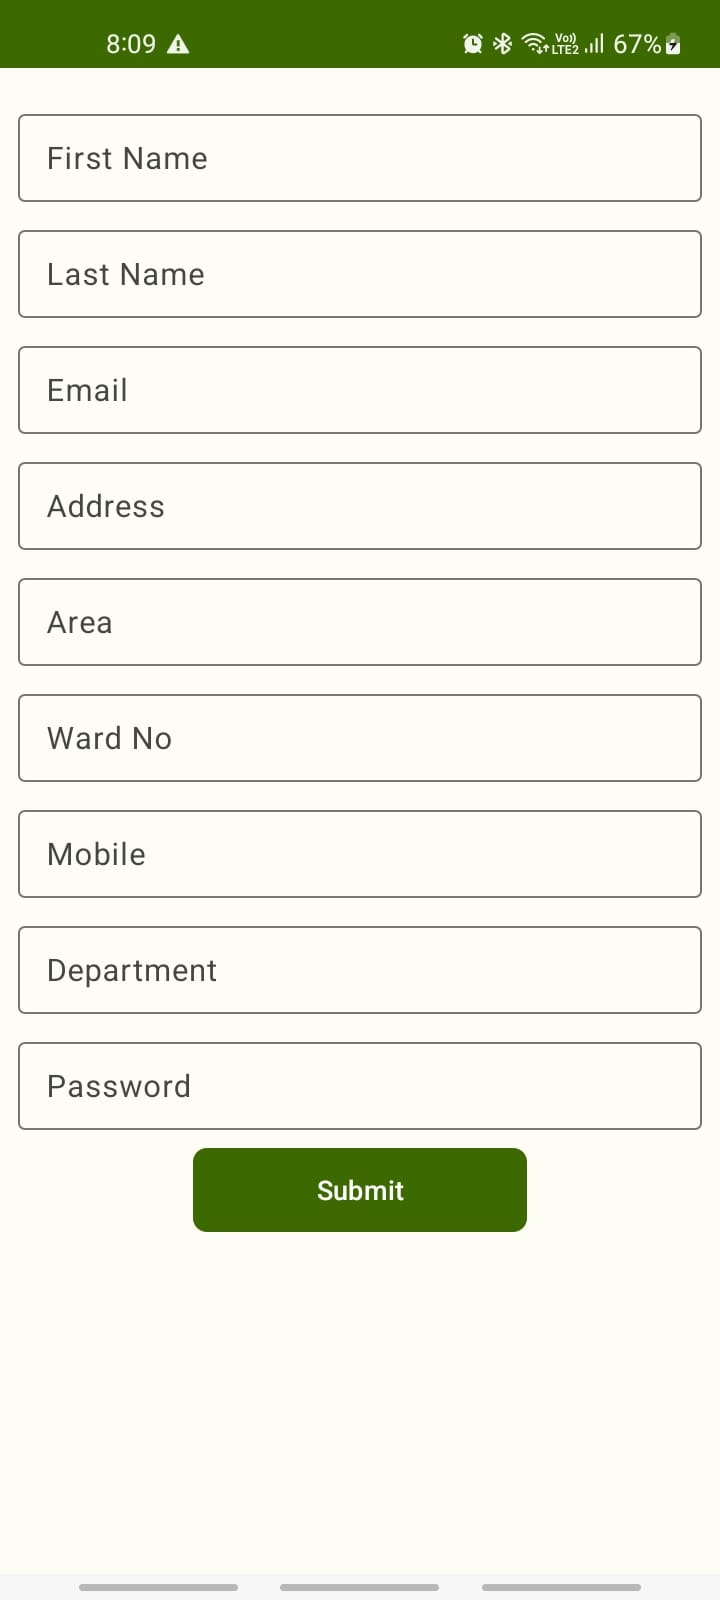 8:09 Vo)) LTE2 67%
First Name
Last Name
Email
Address
Area
Ward No
Mobile
Department
Password
Submit